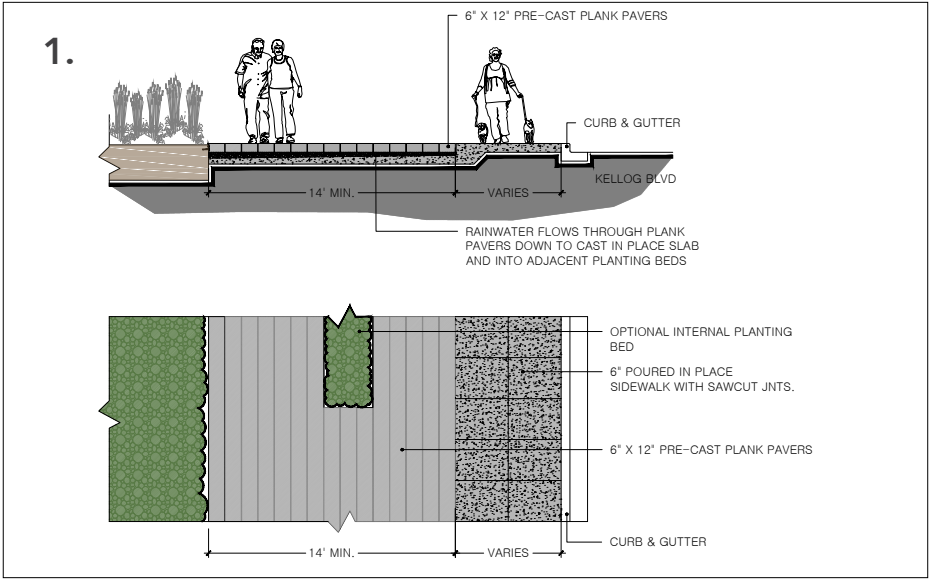 1.
6" X 12" PRE-CAST PLANK PAVERS
CURB & GUTTER
KELLOG BLVD
14' MIN.
VARIES
RAINWATER FLOWS THROUGH PLANK
PAVERS DOWN TO CAST IN PLACE SLAB
AND INTO ADJACENT PLANTING BEDS
OPTIONAL INTERNAL PLANTING
BED
6" POURED IN PLACE
SIDEWALK WITH SAWCUT JNTS.
6" X 12" PRE-CAST PLANK PAVERS
CURB & GUTTER
14' MIN.
VARIES